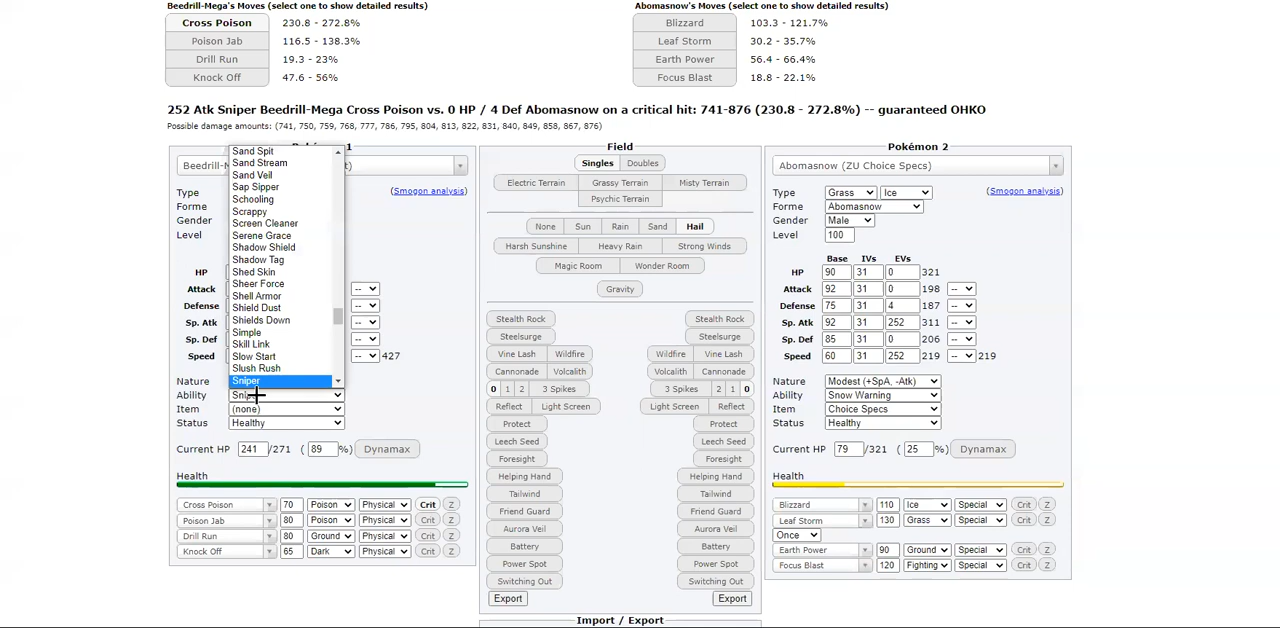 Beedrill-Mega's Moves (select one to show detailed results)
Abomasnow's Moves (select one to show detailed results)
Cross Poison 230.8 - 272.8%
Poison Jab 116.5 - 138.3%
Drill Run 19.3 - 23%
Knock Off 47.6 - 56%
Blizzard 103.3 - 121.7%
Leaf Storm 30.2 - 35.7%
Earth Power 56.4 - 66.4%
Focus Blast 18.8 - 22.1%
252 Atk Sniper Beedrill-Mega Cross Poison vs. 0 HP / 4 Def Abomasnow on a critical hit: 741-876 (230.8 - 272.8%) -- guaranteed OHKO
Possible damage amounts: (741, 750, 759, 768, 777, 786, 795, 804, 813, 822, 831, 840, 849, 858, 867, 876)
Beedrill-M
Type
(Smogon analysis)
Forme
Gender
Level
HP
Attack --
Defense --
Sp. Atk --
Sp. Def --
Speed -- 427
Nature
Ability
Item (none)
Status Healthy
Sand Spit
Sand Stream
Sand Veil
Sap Sipper
Schooling
Scrappy
Screen Cleaner
Serene Grace
Shadow Shield
Shadow Tag
Shed Skin
Sheer Force
Shell Armor
Shield Dust
Shields Down
Simple
Skill Link
Slow Start
Slush Rush
Sniper
Current HP 241 /271 ( 89 %) Dynamax
Health
Cross Poison 70 Poison Physical Crit Z
Poison Jab 80 Poison Physical Crit Z
Drill Run 80 Ground Physical Crit Z
Knock Off 65 Dark Physical Crit Z
Field
Singles Doubles
Electric Terrain Grassy Terrain Misty Terrain
Psychic Terrain
None Sun Rain Sand Hail
Harsh Sunshine Heavy Rain Strong Winds
Magic Room Wonder Room
Gravity
Stealth Rock Stealth Rock
Steelsurge Steelsurge
Vine Lash Wildfire Wildfire Vine Lash
Cannonade Volcalith Volcalith Cannonade
0 1 2 3 Spikes 3 Spikes 2 1 0
Reflect Light Screen Light Screen Reflect
Protect Protect
Leech Seed Leech Seed
Foresight Foresight
Helping Hand Helping Hand
Tailwind Tailwind
Friend Guard Friend Guard
Aurora Veil Aurora Veil
Battery Battery
Power Spot Power Spot
Switching Out Switching Out
Export Export
Import / Export
Pokémon 2
Abomasnow (ZU Choice Specs)
Type Grass Ice (Smogon analysis)
Forme Abomasnow
Gender Male
Level 100
Base IVs EVs
HP 90 31 0 321
Attack 92 31 0 198 --
Defense 75 31 4 187 --
Sp. Atk 92 31 252 311 --
Sp. Def 85 31 0 206 --
Speed 60 31 252 219 -- 219
Nature Modest (+SpA, -Atk)
Ability Snow Warning
Item Choice Specs
Status Healthy
Current HP 79 /321 ( 25 %) Dynamax
Health
Blizzard 110 Ice Special Crit Z
Leaf Storm 130 Grass Special Crit Z
Once
Earth Power 90 Ground Special Crit Z
Focus Blast 120 Fighting Special Crit Z